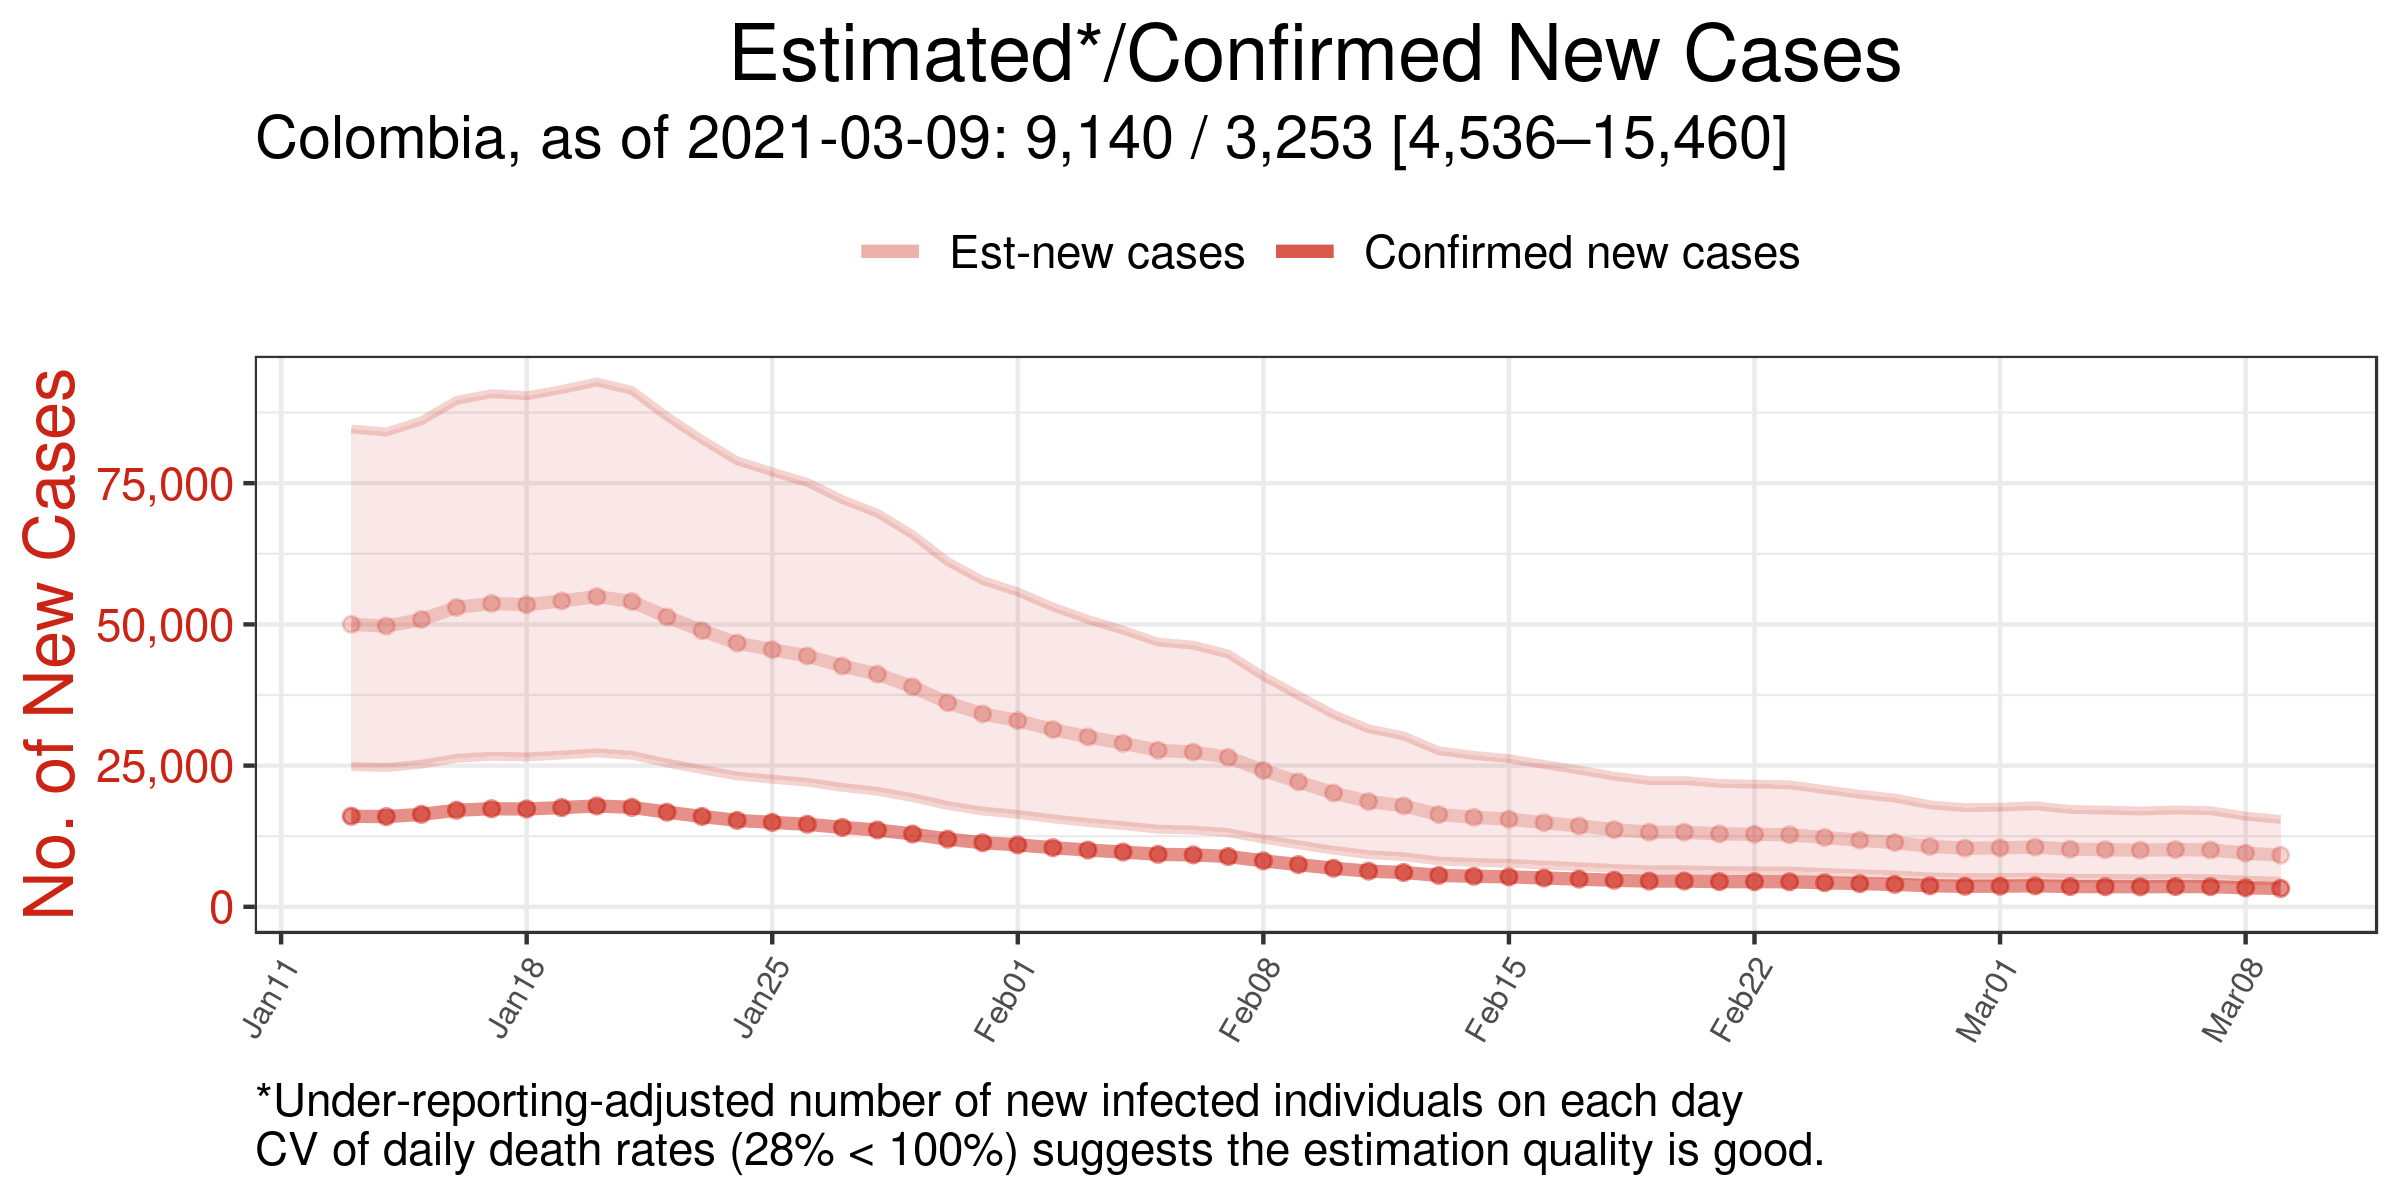 Estimated*/Confirmed New Cases
Colombia, as of 2021-03-09: 9,140 / 3,253 [4,536–15,460]
Est-new cases
Confirmed new cases
No. of New Cases
75,000
50,000
25,000
0
Jan11
Jan18
Jan25
Feb01
Feb08
Feb15
Feb22
Mar01
Mar08
*Under-reporting-adjusted number of new infected individuals on each day
CV of daily death rates (28% < 100%) suggests the estimation quality is good.